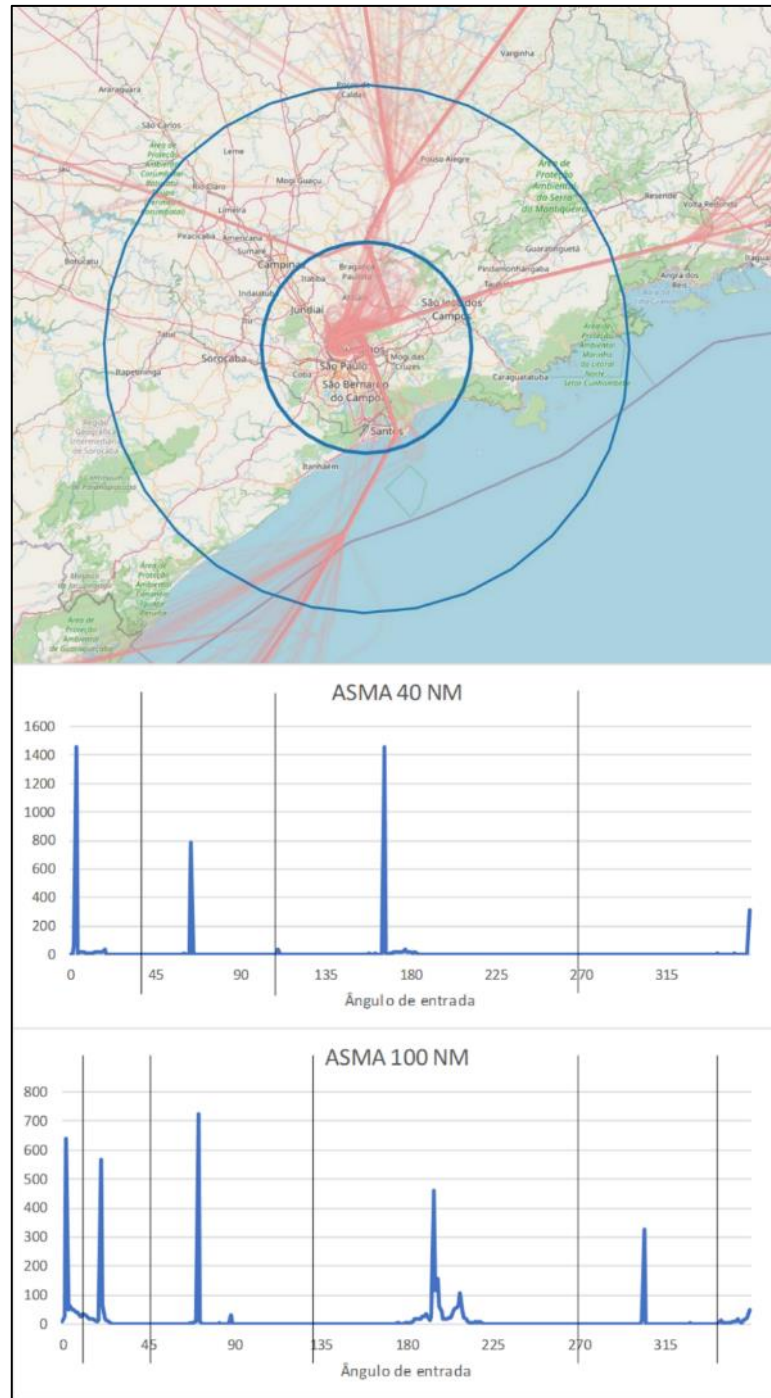 Varginha
Araraquara
São Carlos
Pouso Alegre
Leme
Mogi Guaçu
Resende
Volta Redonda
Rio Claro
Limeira
Piracicaba
Americana
Sumaré
Guaratinguetá
Botucatu
Campinas
Bragança
Paulista
Pindamonhangaba
Angra dos
Reis
Itatiba
Indaiatuba
Jundiaí
São José dos
Campos
Sorocaba
São Paulo
Mogi das
Cruzes
Itapetininga
Cotia
São Bernardo
do Campo
Caraguatatuba
Santos
Itanhaém
ASMA 40 NM
1600
1400
1200
1000
800
600
400
200
0
0 45 90 135 180 225 270 315
Ângulo de entrada
ASMA 100 NM
800
700
600
500
400
300
200
100
0
0 45 90 135 180 225 270 315
Ângulo de entrada